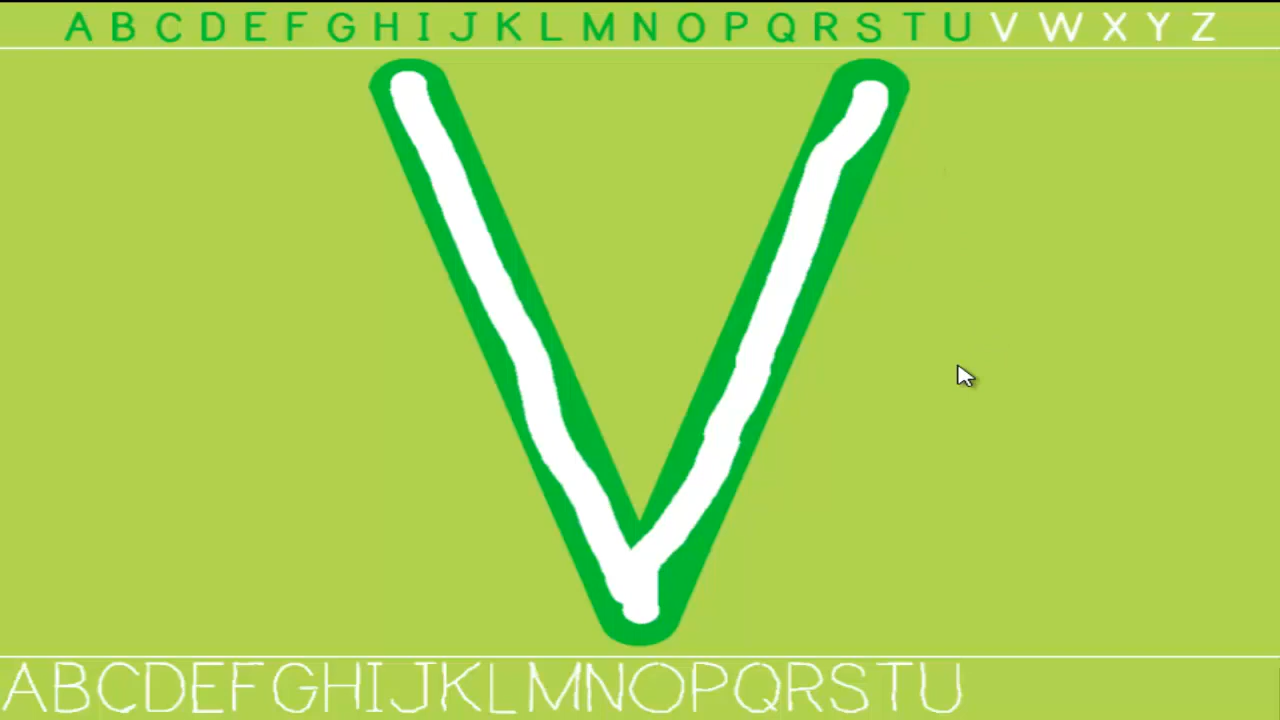 A B C D E F G H I J K L M N O P Q R S T U V W X Y Z
V
ABCDEFGHIJKLMNOPQRSTU